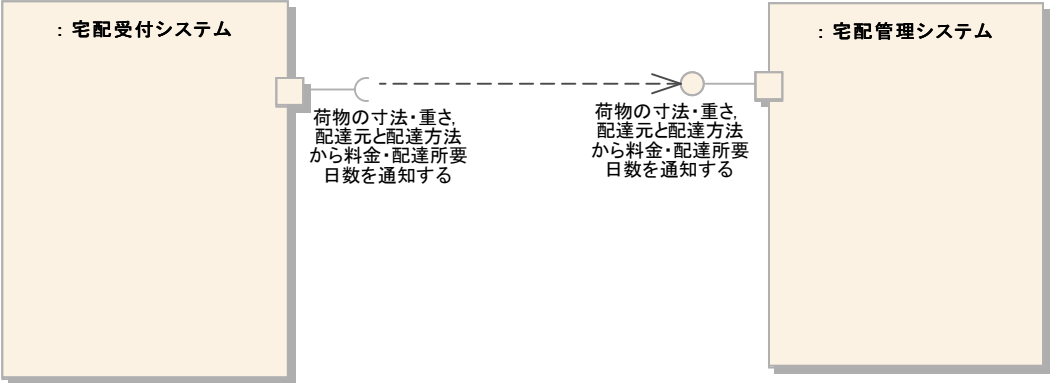 : 宅配受付システム
: 宅配管理システム
荷物の寸法・重さ,
配達元と配達方法
から料金・配達所要
日数を通知する
荷物の寸法・重さ,
配達元と配達方法
から料金・配達所要
日数を通知する